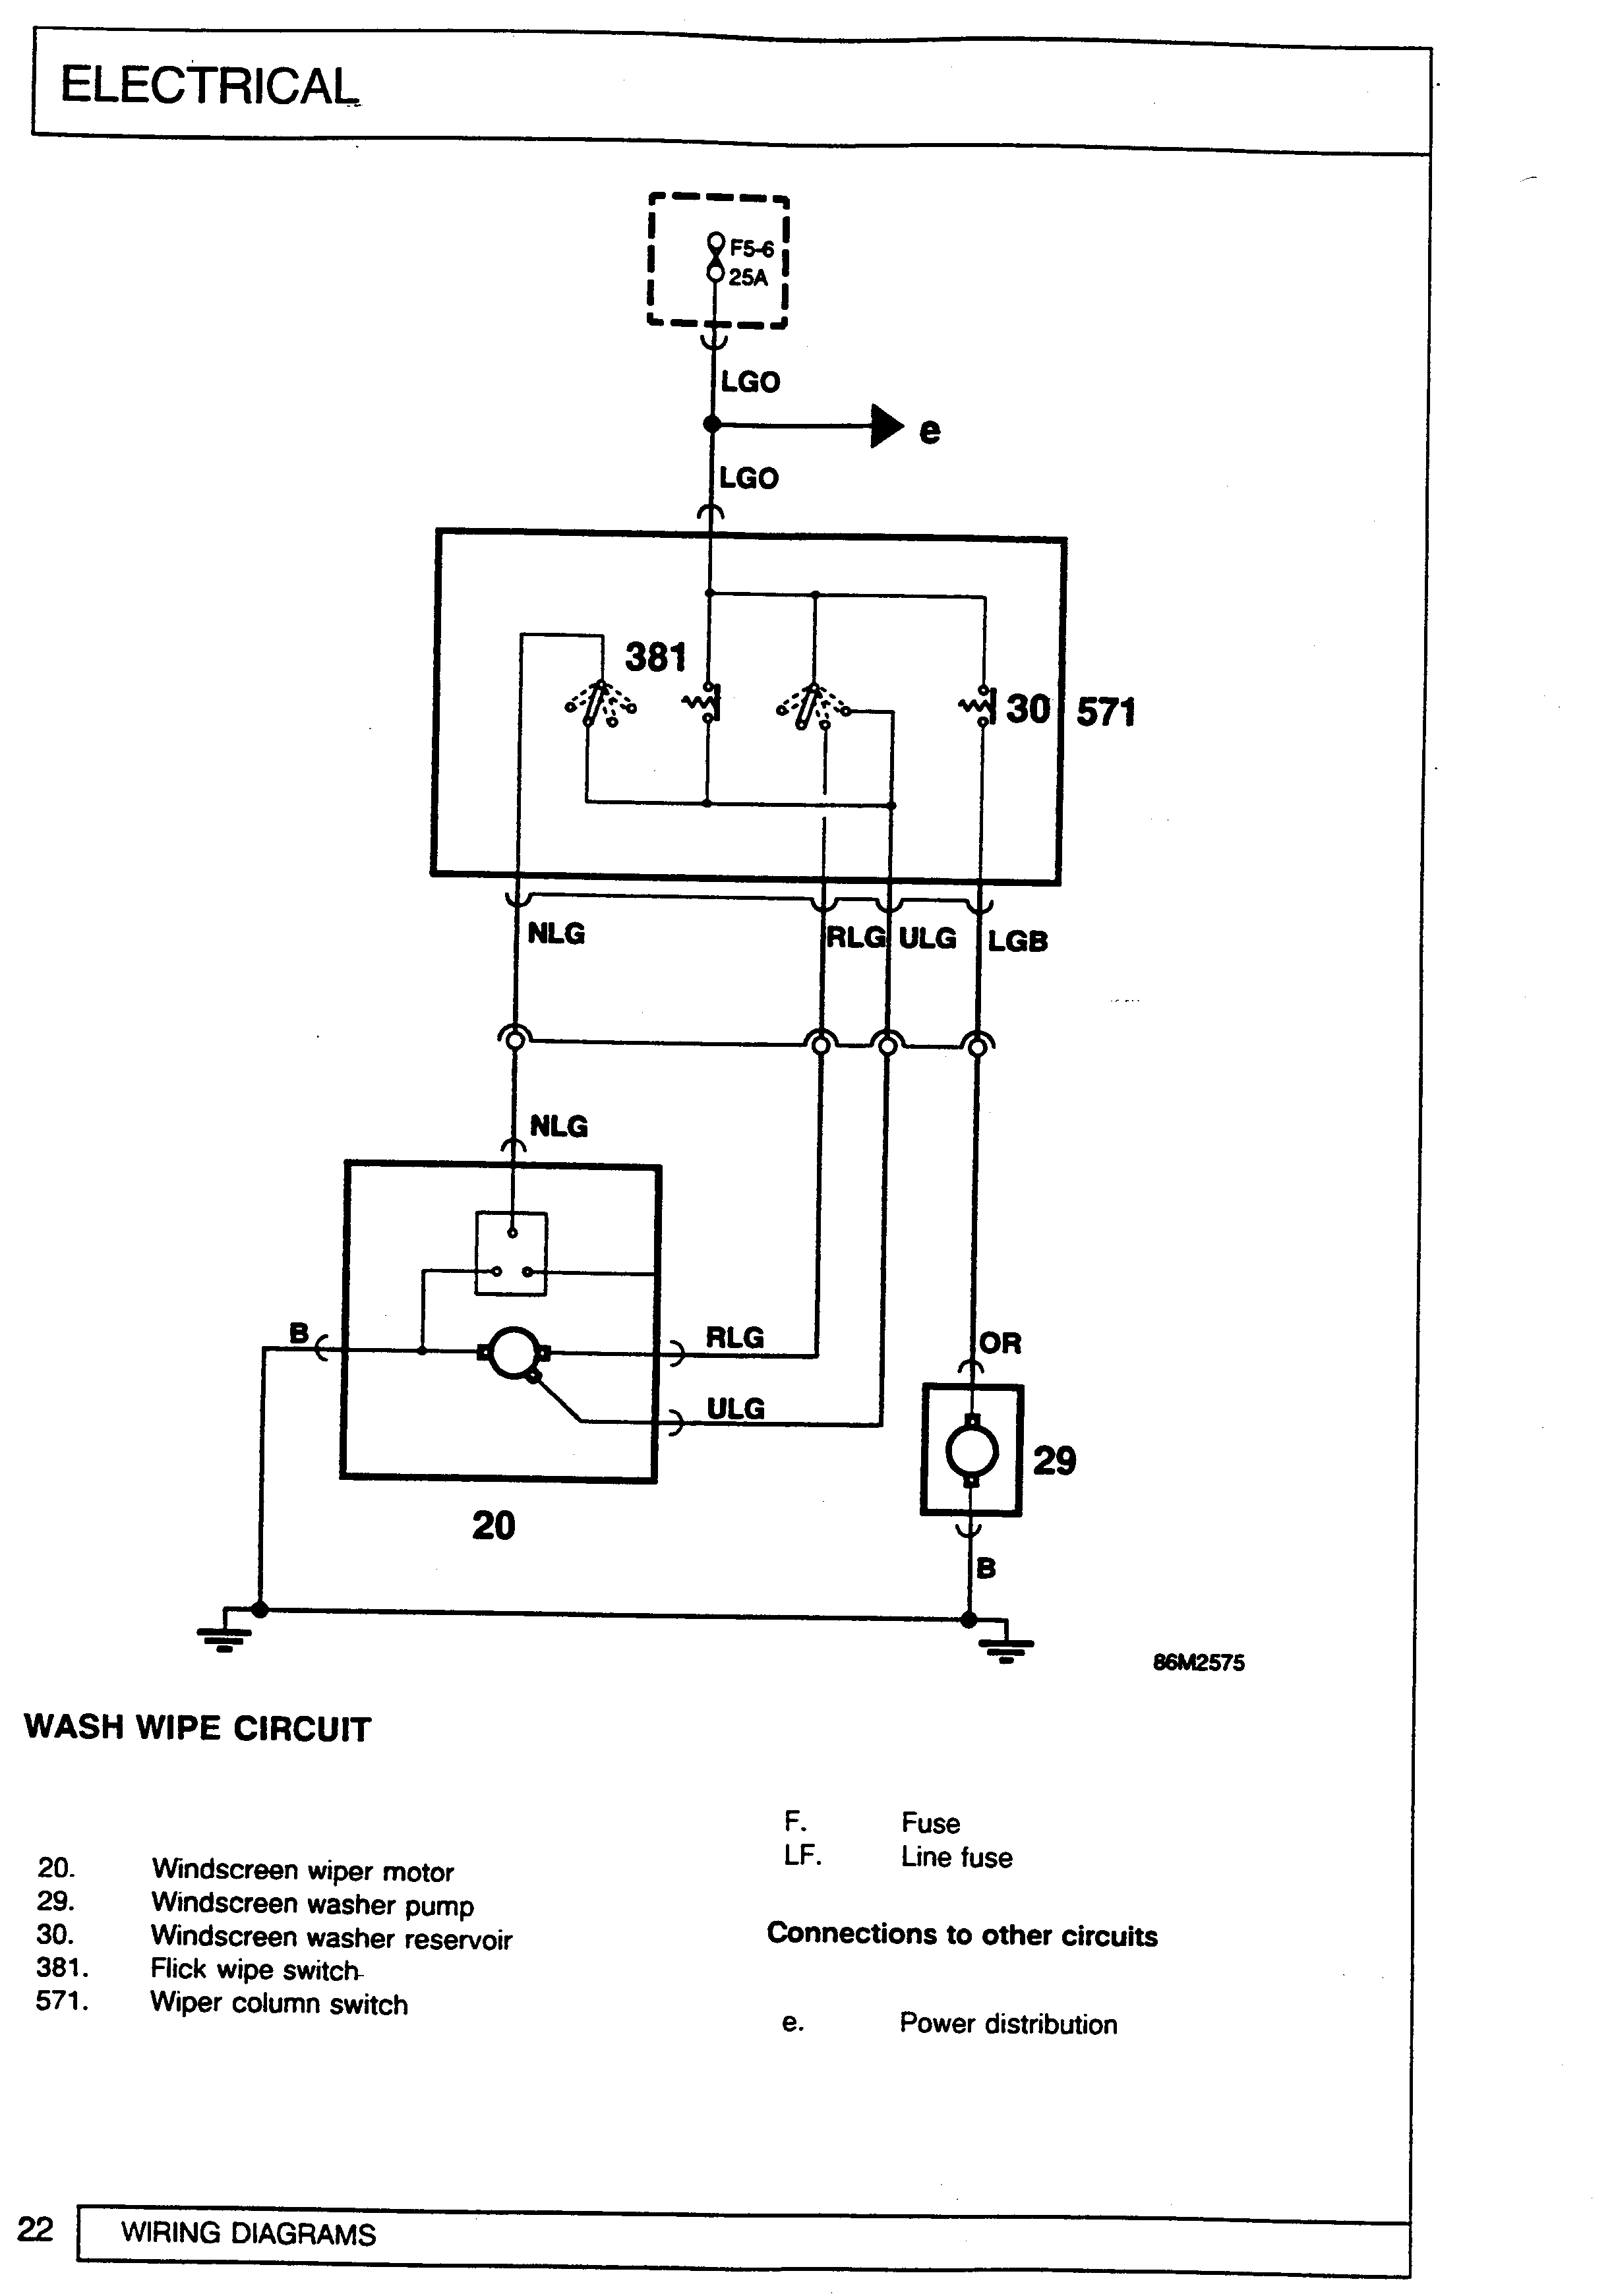 ELECTRICAL
F5-6
25A
LGO
e
LGO
381
30
571
NLG
RLG
ULG
LGB
NLG
B
RLG
OR
ULG
29
20
B
86M2575
WASH WIPE CIRCUIT
20. Windscreen wiper motor
29. Windscreen washer pump
30. Windscreen washer reservoir
381. Flick wipe switch
571. Wiper column switch
F. Fuse
LF. Line fuse
Connections to other circuits
e. Power distribution
22 WIRING DIAGRAMS